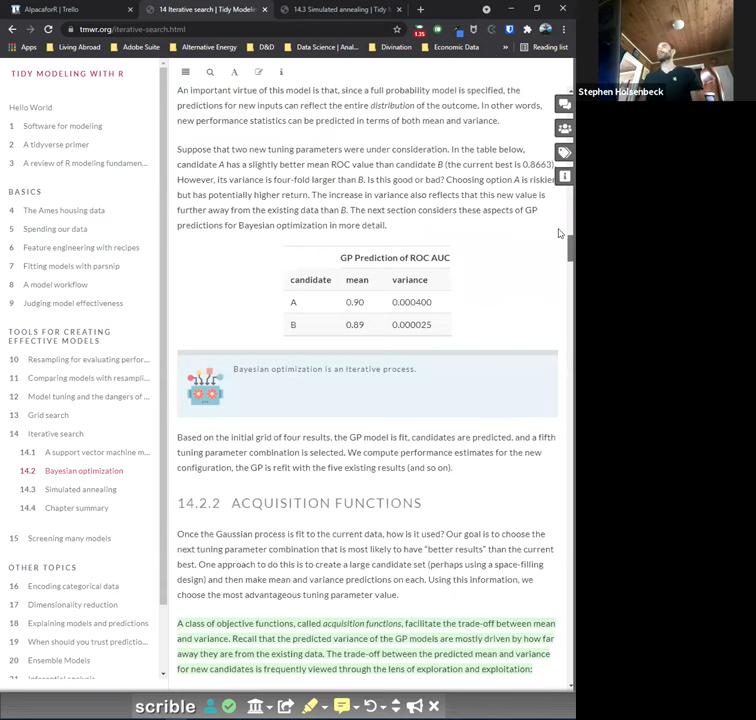 AlpacaforR | Trello
14 Iterative search | Tidy Modeli
14.3 Simulated annealing | Tidy M
tmwr.org/iterative-search.html
Apps
Living Abroad
Adobe Suite
Alternative Energy
D&D
Data Science | Anal...
Divination
Economic Data
Reading list
1.35
TIDY MODELING WITH R
Hello World
1 Software for modeling
2 A tidyverse primer
3 A review of R modeling fundamen...
BASICS
4 The Ames housing data
5 Spending our data
6 Feature engineering with recipes
7 Fitting models with parsnip
8 A model workflow
9 Judging model effectiveness
TOOLS FOR CREATING
EFFECTIVE MODELS
10 Resampling for evaluating perfor...
11 Comparing models with resampli...
12 Model tuning and the dangers of ...
13 Grid search
14 Iterative search
14.1 A support vector machine m...
14.2 Bayesian optimization
14.3 Simulated annealing
14.4 Chapter summary
15 Screening many models
OTHER TOPICS
16 Encoding categorical data
17 Dimensionality reduction
18 Explaining models and predictions
19 When should you trust predictio...
20 Ensemble Models
21 Inferential analysis
An important virtue of this model is that, since a full probability model is specified, the
predictions for new inputs can reflect the entire distribution of the outcome. In other words,
new performance statistics can be predicted in terms of both mean and variance.
Suppose that two new tuning parameters were under consideration. In the table below,
candidate A has a slightly better mean ROC value than candidate B (the current best is 0.8663).
However, its variance is four-fold larger than B. Is this good or bad? Choosing option A is riskier
but has potentially higher return. The increase in variance also reflects that this new value is
further away from the existing data than B. The next section considers these aspects of GP
predictions for Bayesian optimization in more detail.
GP Prediction of ROC AUC
candidate mean variance
A 0.90 0.000400
B 0.89 0.000025
Bayesian optimization is an iterative process.
Based on the initial grid of four results, the GP model is fit, candidates are predicted, and a fifth
tuning parameter combination is selected. We compute performance estimates for the new
configuration, the GP is refit with the five existing results (and so on).
14.2.2 ACQUISITION FUNCTIONS
Once the Gaussian process is fit to the current data, how is it used? Our goal is to choose the
next tuning parameter combination that is most likely to have “better results” than the current
best. One approach to do this is to create a large candidate set (perhaps using a space-filling
design) and then make mean and variance predictions on each. Using this information, we
choose the most advantageous tuning parameter value.
A class of objective functions, called acquisition functions, facilitate the trade-off between mean
and variance. Recall that the predicted variance of the GP models are mostly driven by how far
away they are from the existing data. The trade-off between the predicted mean and variance
for new candidates is frequently viewed through the lens of exploration and exploitation:
scrible
Stephen Holsenbeck